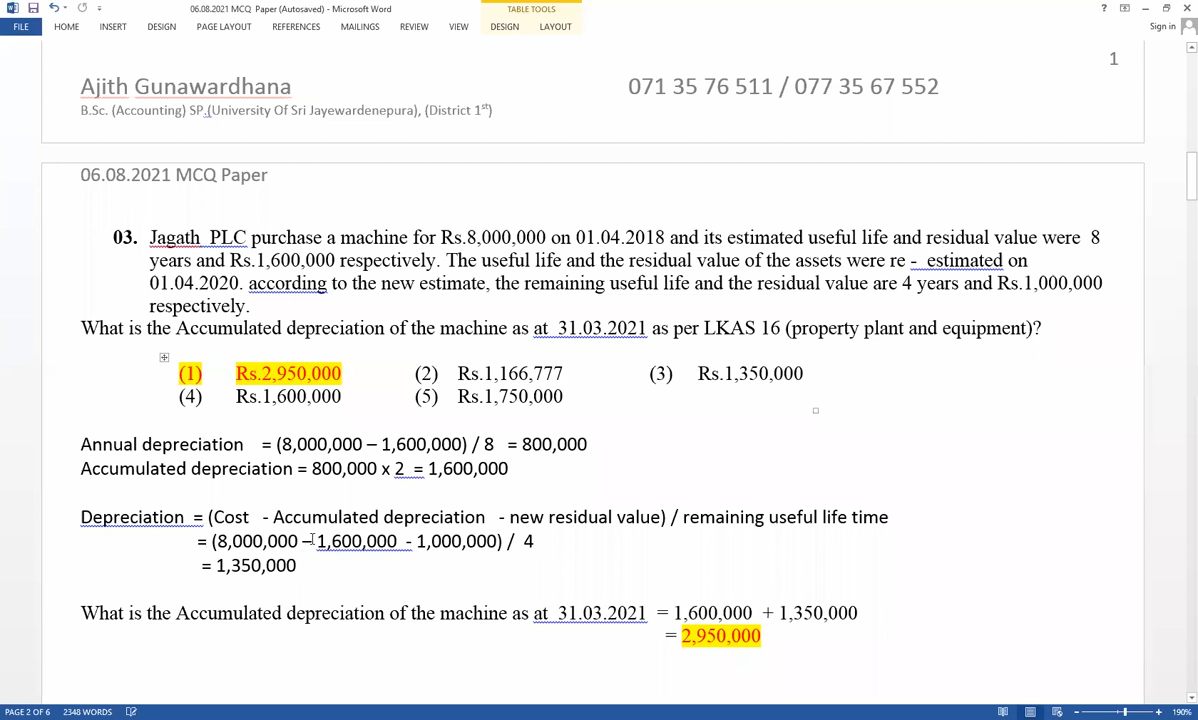 06.08.2021 MCQ Paper (Autosaved) - Microsoft Word
TABLE TOOLS
FILE HOME INSERT DESIGN PAGE LAYOUT REFERENCES MAILINGS REVIEW VIEW DESIGN LAYOUT Sign in
1
Ajith Gunawardhana 071 35 76 511 / 077 35 67 552
B.Sc. (Accounting) SP.(University Of Sri Jayewardenepura), (District 1st)
06.08.2021 MCQ Paper
03. Jagath PLC purchase a machine for Rs.8,000,000 on 01.04.2018 and its estimated useful life and residual value were 8
years and Rs.1,600,000 respectively. The useful life and the residual value of the assets were re - estimated on
01.04.2020. according to the new estimate, the remaining useful life and the residual value are 4 years and Rs.1,000,000
respectively.
What is the Accumulated depreciation of the machine as at 31.03.2021 as per LKAS 16 (property plant and equipment)?
(1) Rs.2,950,000 (2) Rs.1,166,777 (3) Rs.1,350,000
(4) Rs.1,600,000 (5) Rs.1,750,000
Annual depreciation = (8,000,000 – 1,600,000) / 8 = 800,000
Accumulated depreciation = 800,000 x 2 = 1,600,000
Depreciation = (Cost - Accumulated depreciation - new residual value) / remaining useful life time
= (8,000,000 – 1,600,000 - 1,000,000) / 4
= 1,350,000
What is the Accumulated depreciation of the machine as at 31.03.2021 = 1,600,000 + 1,350,000
= 2,950,000
PAGE 2 OF 6 2348 WORDS 190%